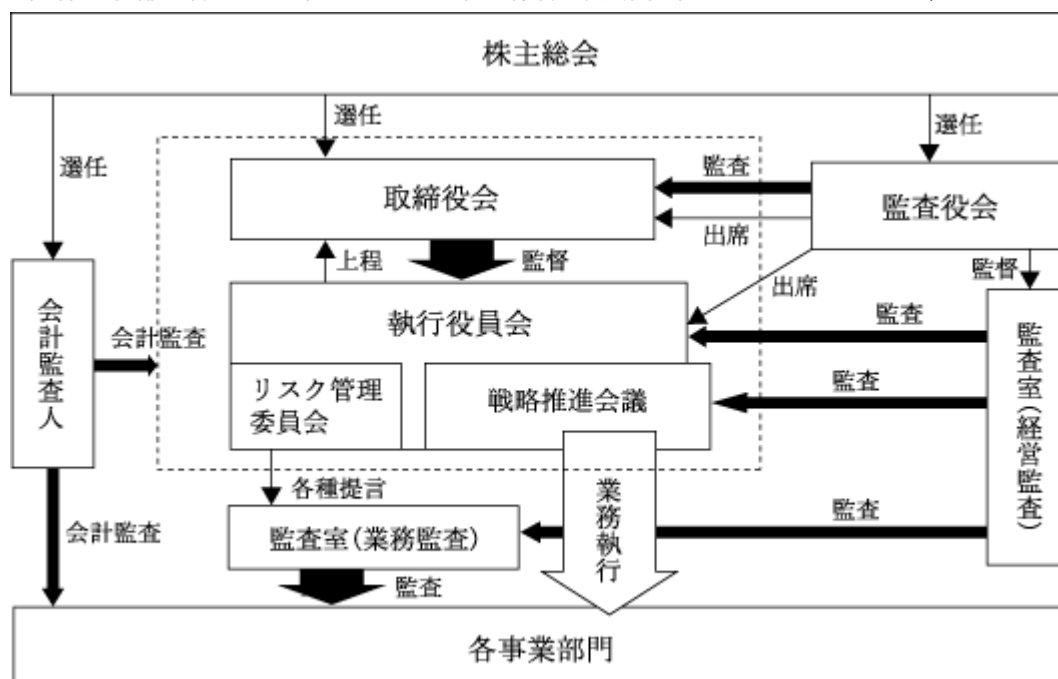 株主総会
選任
選任
選任
取締役会
監査
出席
監査役会
上程
監督
出席
監督
会計監査人
会計監査
執行役員会
監査
監査室(経営監査)
リスク管理
委員会
戦略推進会議
監査
各種提言
業務執行
会計監査
監査室(業務監査)
監査
監査
各事業部門